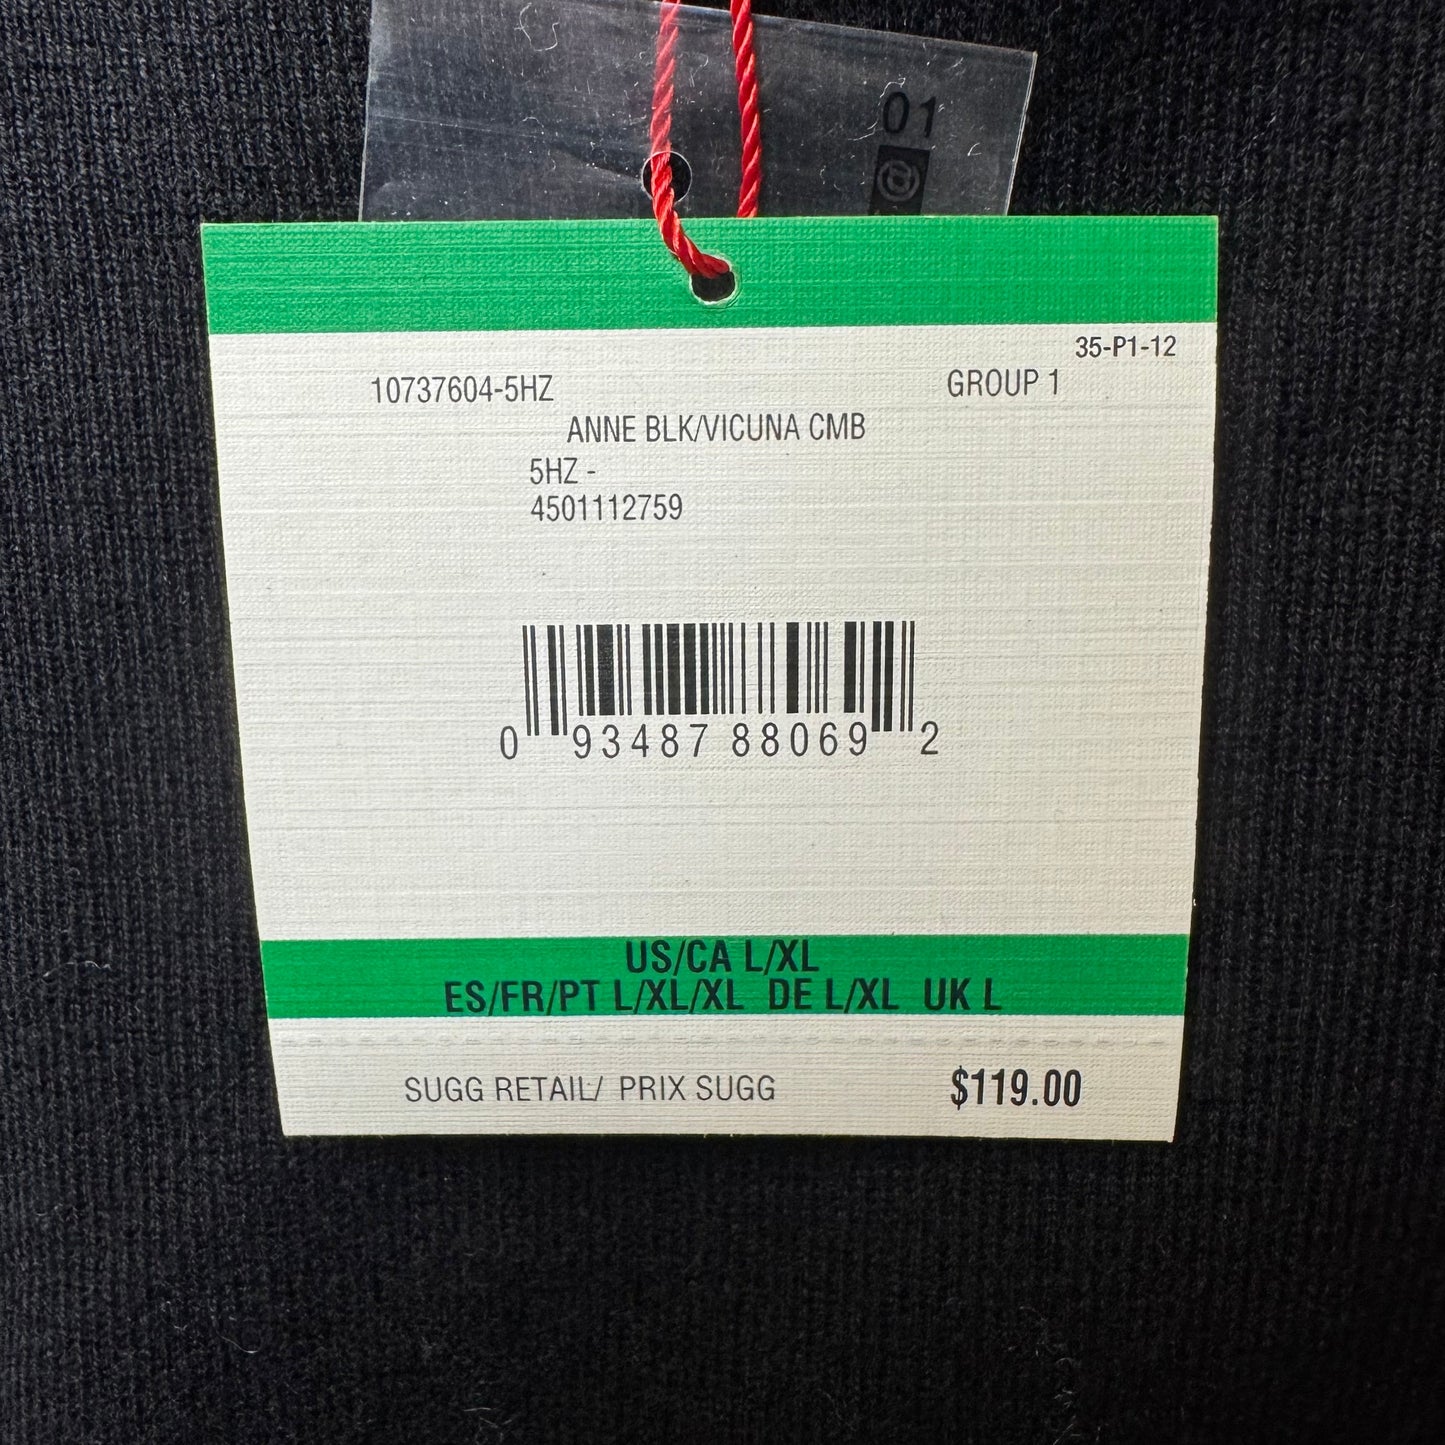 01
35-P1-12
10737604-5HZ GROUP 1
ANNE BLK/VICUNA CMB
5HZ -
4501112759
0 93487 88069 2
US/CA L/XL
ES/FR/PT L/XL/XL DE L/XL UK L
SUGG RETAIL/ PRIX SUGG $119.00